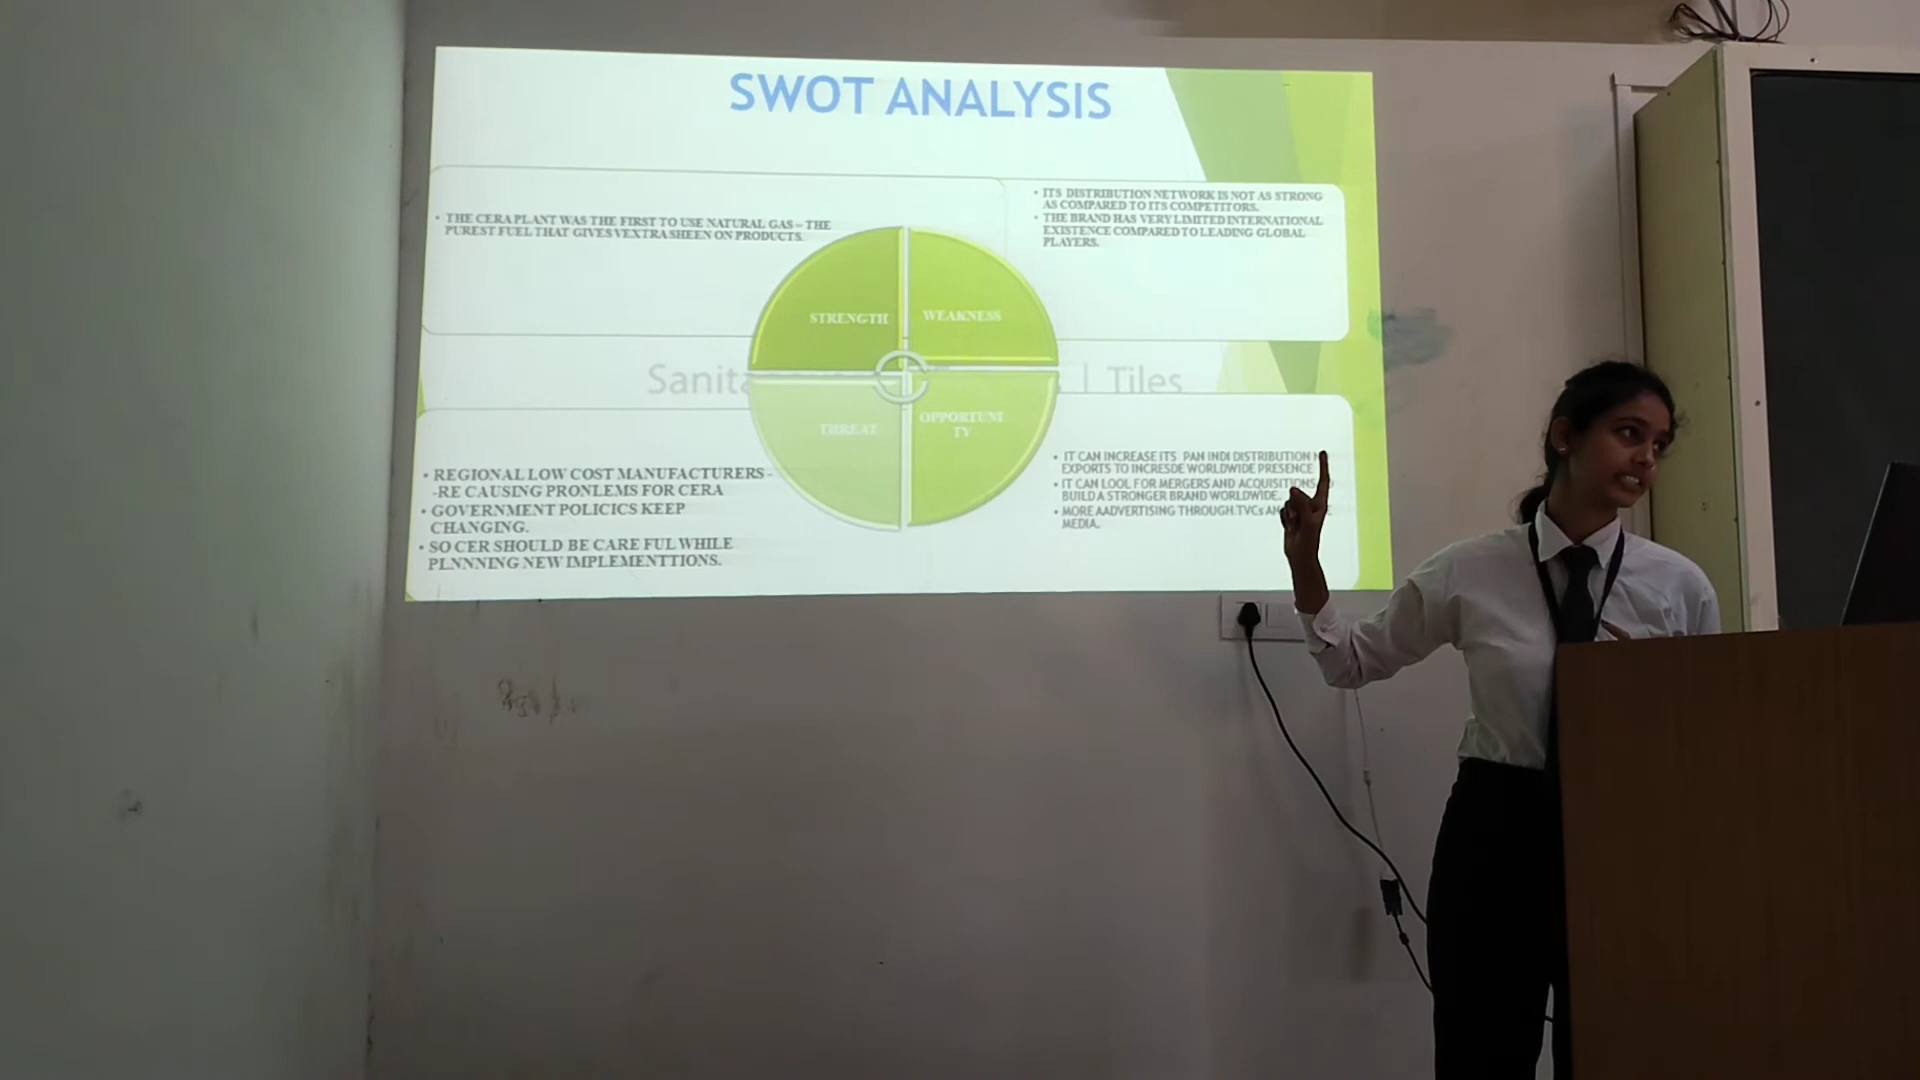 SWOT ANALYSIS
• THE CERA PLANT WAS THE FIRST TO USE NATURAL GAS – THE
PUREST FUEL THAT GIVES VEXTRA SHEEN ON PRODUCTS.
• ITS DISTRIBUTION NETWORK IS NOT AS STRONG
AS COMPARED TO ITS COMPETITORS.
• THE BRAND HAS VERY LIMITED INTERNATIONAL
EXISTENCE COMPARED TO LEADING GLOBAL
PLAYERS.
STRENGTH
WEAKNESS
| Tiles
THREAT
OPPORTUNI
TY
• REGIONAL LOW COST MANUFACTURERS -
-RE CAUSING PRONLEMS FOR CERA
• GOVERNMENT POLICICS KEEP
CHANGING.
• SO CER SHOULD BE CARE FUL WHILE
PLNNNING NEW IMPLEMENTTIONS.
• IT CAN INCREASE ITS PAN INDI DISTRIBUTION
EXPORTS TO INCRESDE WORLDWIDE PRESENCE
• IT CAN LOOL FOR MERGERS AND ACQUISITIONS
BUILD A STRONGER BRAND WORLDWIDE.
• MORE AADVERTISING THROUGH TVCs
MEDIA.